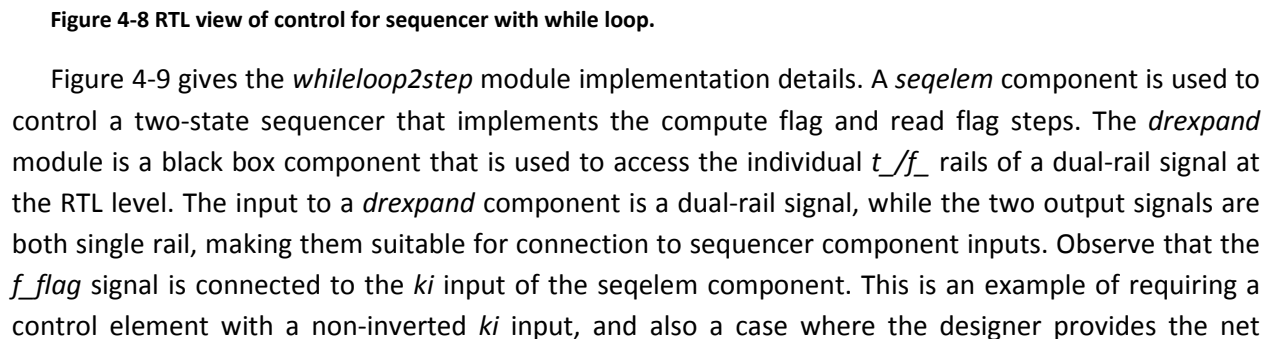 Figure 4-8 RTL view of control for sequencer with while loop.
Figure 4-9 gives the whileloop2step module implementation details. A seqelem component is used to
control a two-state sequencer that implements the compute flag and read flag steps. The drexpand
module is a black box component that is used to access the individual t_/f_ rails of a dual-rail signal at
the RTL level. The input to a drexpand component is a dual-rail signal, while the two output signals are
both single rail, making them suitable for connection to sequencer component inputs. Observe that the
f_flag signal is connected to the ki input of the seqelem component. This is an example of requiring a
control element with a non-inverted ki input, and also a case where the designer provides the net